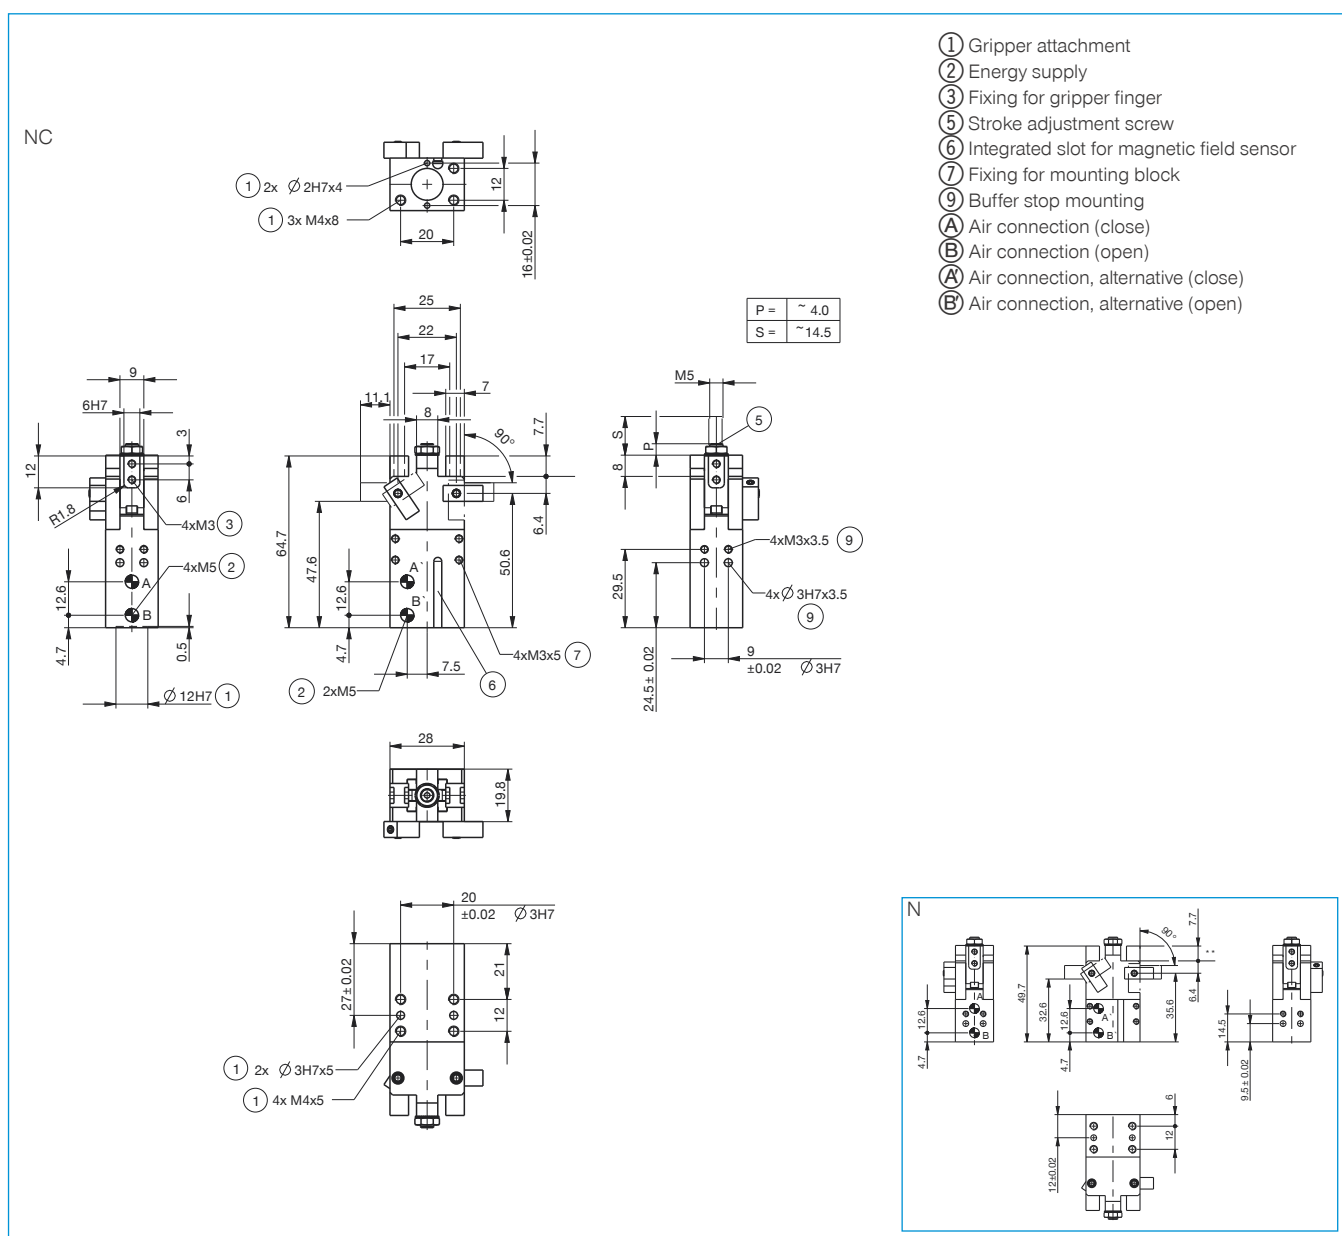 1 Gripper attachment
2 Energy supply
3 Fixing for gripper finger
5 Stroke adjustment screw
6 Integrated slot for magnetic field sensor
7 Fixing for mounting block
9 Buffer stop mounting
A Air connection (close)
B Air connection (open)
A' Air connection, alternative (close)
B' Air connection, alternative (open)
NC
1 2x Ø 2H7x4
1 3x M4x8
12
20
16±0.02
P = ~ 4.0
S = ~14.5
9
6H7
3
12
6
R1.8
4xM3 3
4xM5 2
A
B
12.6
4.7
0.5
Ø 12H7 1
25
22
17
7
11.1
8
90°
7.7
6.4
64.7
47.6
50.6
12.6
4.7
A`
B`
4xM3x5 7
7.5
6
2 2xM5
M5
5
S
P
8
4xM3x3.5 9
4xØ 3H7x3.5
9
29.5
24.5± 0.02
9
±0.02 Ø 3H7
28
19.8
20
±0.02 Ø 3H7
27± 0.02
21
12
1 2x Ø 3H7x5
1 4x M4x5
N
A
B
12.6
4.7
90°
7.7
**
6.4
49.7
32.6
12.6
35.6
4.7
A`
B`
14.5
9.5± 0.02
6
12
12±0.02